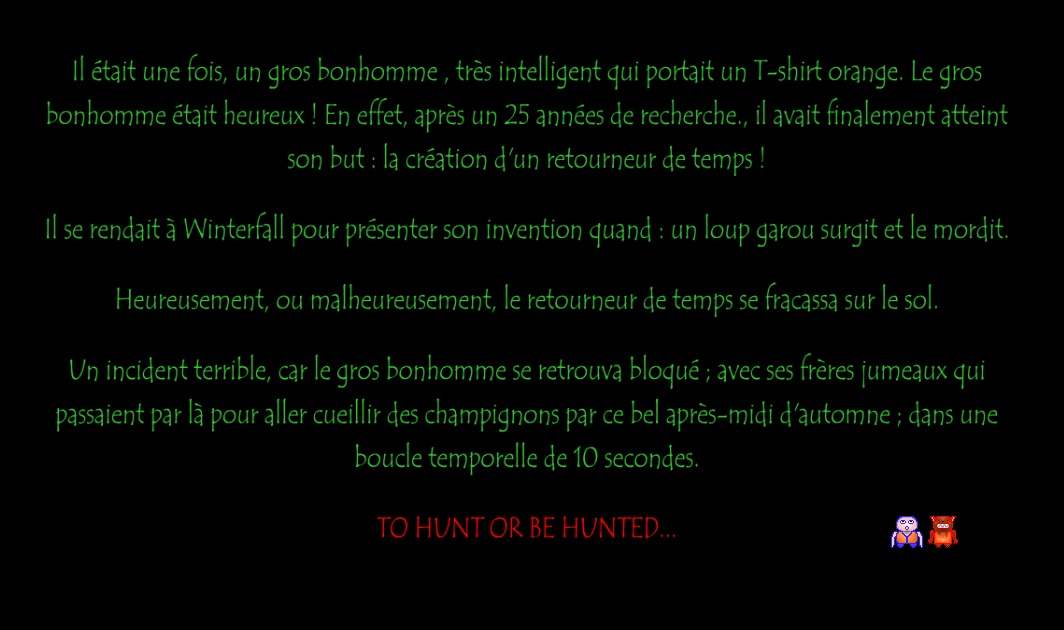 Il était une fois, un gros bonhomme , très intelligent qui portait un T-shirt orange. Le gros
bonhomme était heureux ! En effet, après un 25 années de recherche., il avait finalement atteint
son but : la création d'un retourneur de temps !
Il se rendait à Winterfall pour présenter son invention quand : un loup garou surgit et le mordit.
Heureusement, ou malheureusement, le retourneur de temps se fracassa sur le sol.
Un incident terrible, car le gros bonhomme se retrouva bloqué ; avec ses frères jumeaux qui
passaient par là pour aller cueillir des champignons par ce bel après-midi d'automne ; dans une
boucle temporelle de 10 secondes.
TO HUNT OR BE HUNTED...